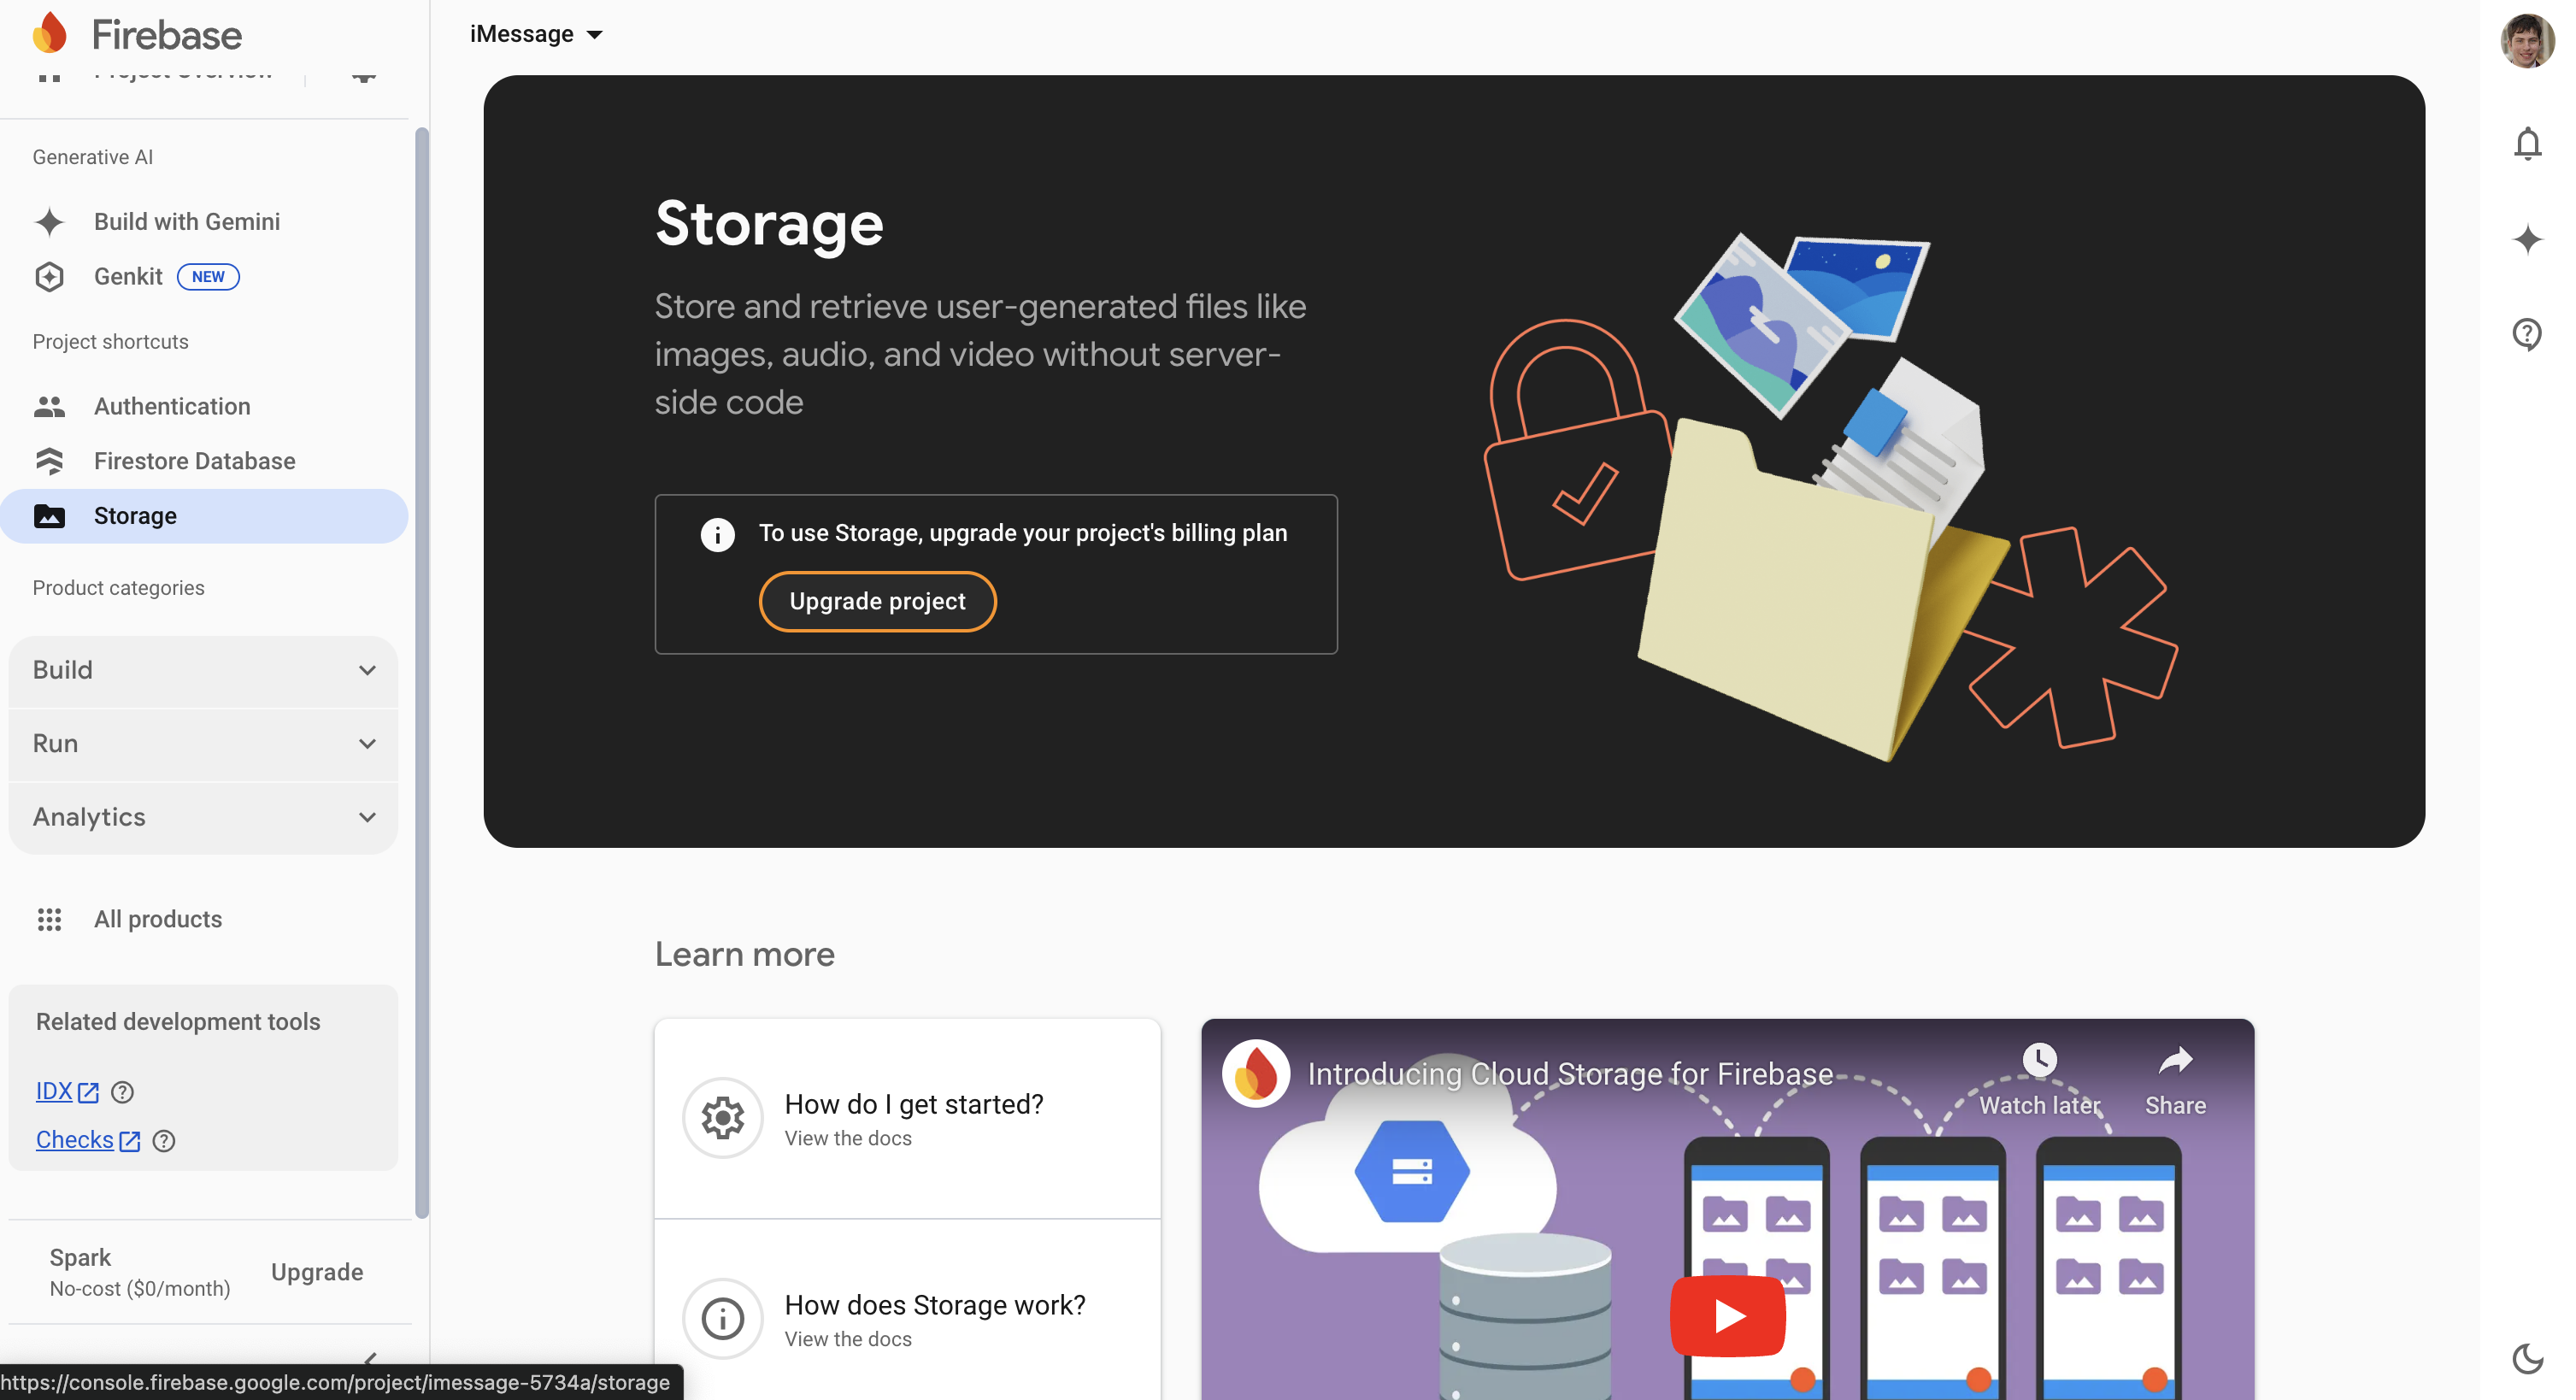 Firebase
Project Overview
Generative AI
Build with Gemini
Genkit NEW
Project shortcuts
Authentication
Firestore Database
Storage
Product categories
Build
Run
Analytics
All products
Related development tools
IDX
Checks
Spark
No-cost ($0/month)
Upgrade
https://console.firebase.google.com/project/imessage-5734a/storage
iMessage
Storage
Store and retrieve user-generated files like
images, audio, and video without server-
side code
To use Storage, upgrade your project's billing plan
Upgrade project
Learn more
How do I get started?
View the docs
How does Storage work?
View the docs
Introducing Cloud Storage for Firebase
Watch later
Share